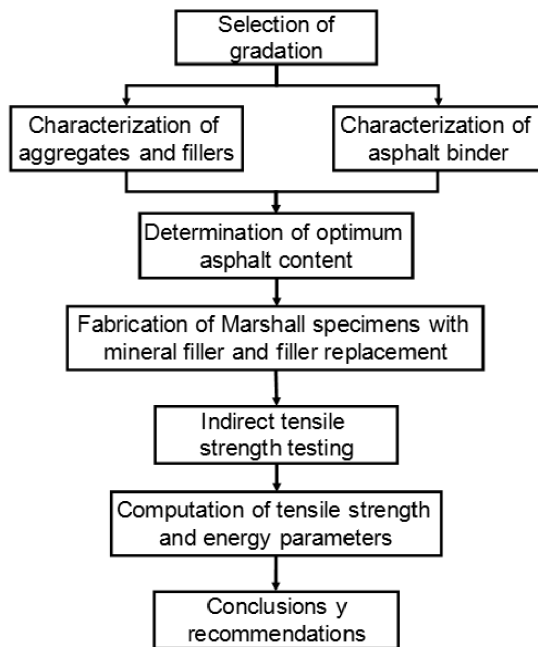 Selection of
gradation
Characterization of
aggregates and fillers
Characterization of
asphalt binder
Determination of optimum
asphalt content
Fabrication of Marshall specimens with
mineral filler and filler replacement
Indirect tensile
strength testing
Computation of tensile strength
and energy parameters
Conclusions y
recommendations